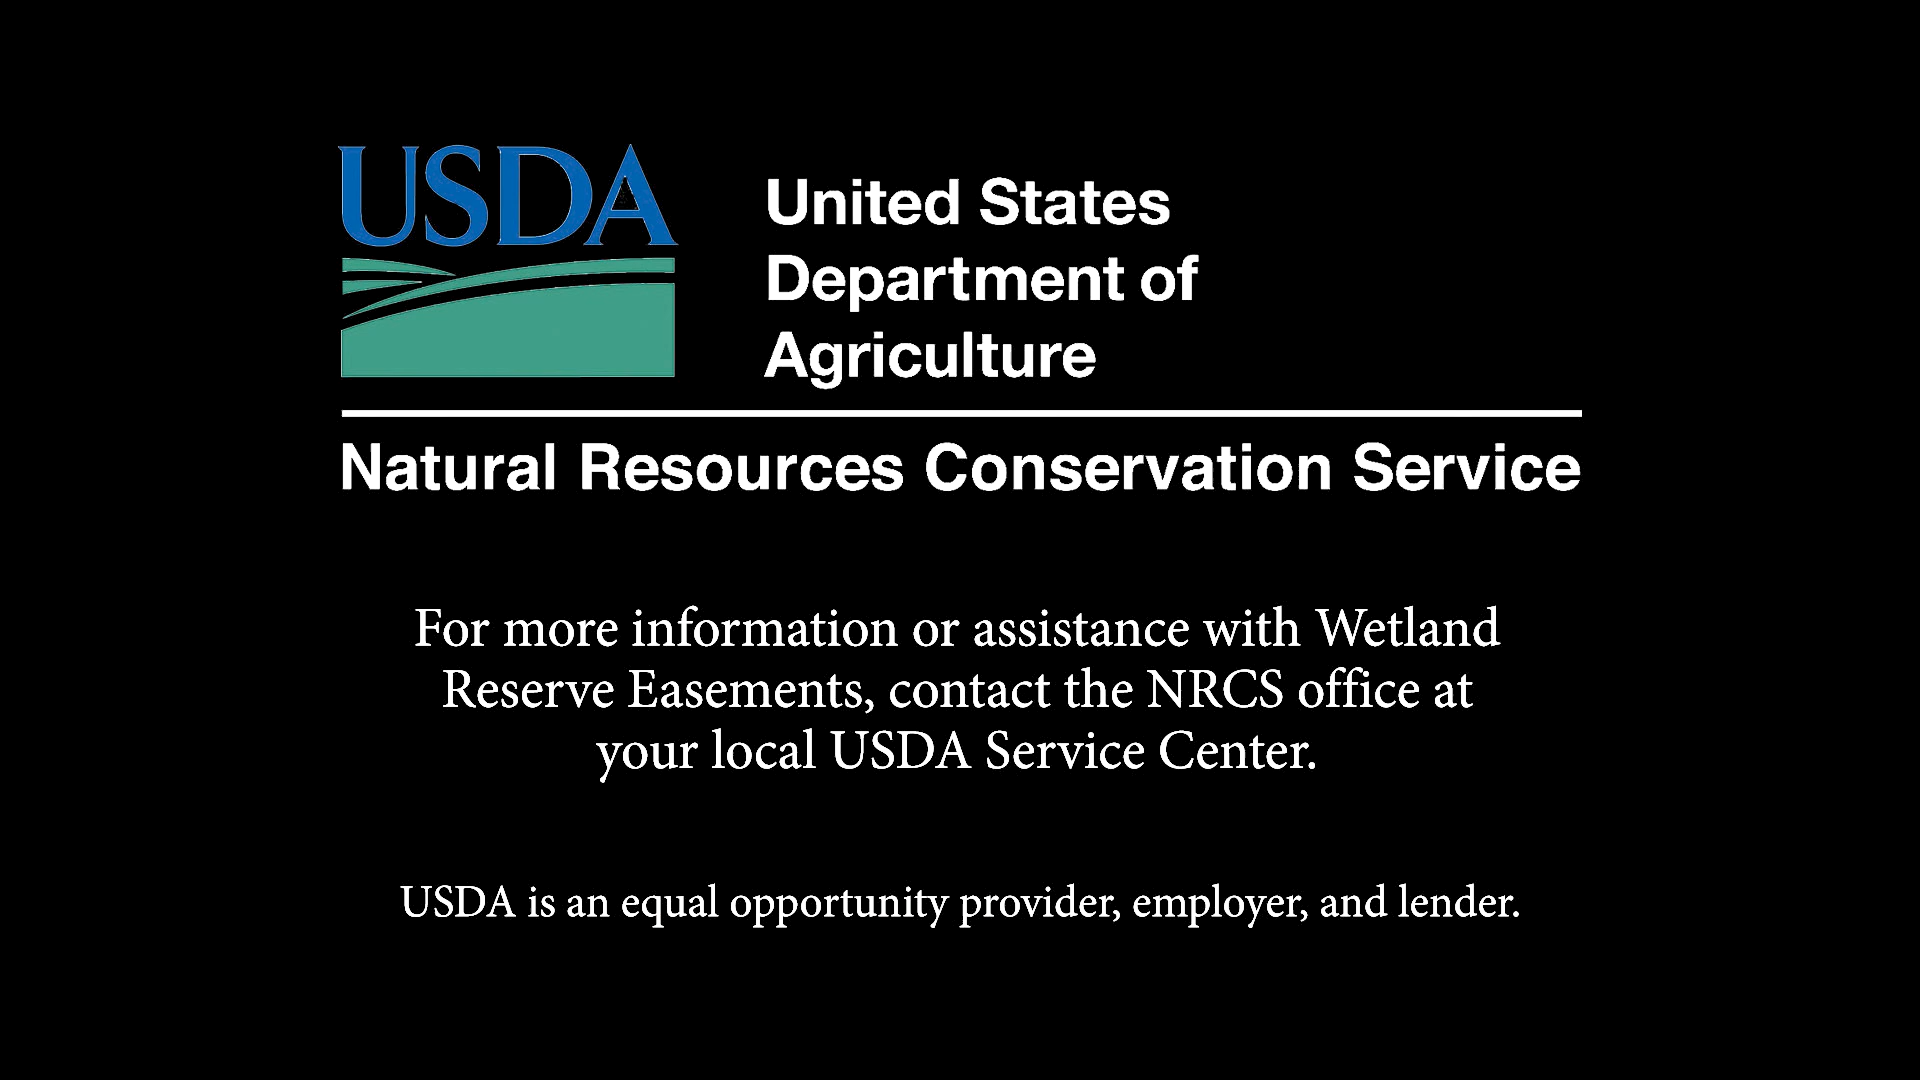 USDA
United States
Department of
Agriculture
Natural Resources Conservation Service
For more information or assistance with Wetland
Reserve Easements, contact the NRCS office at
your local USDA Service Center.
USDA is an equal opportunity provider, employer, and lender.